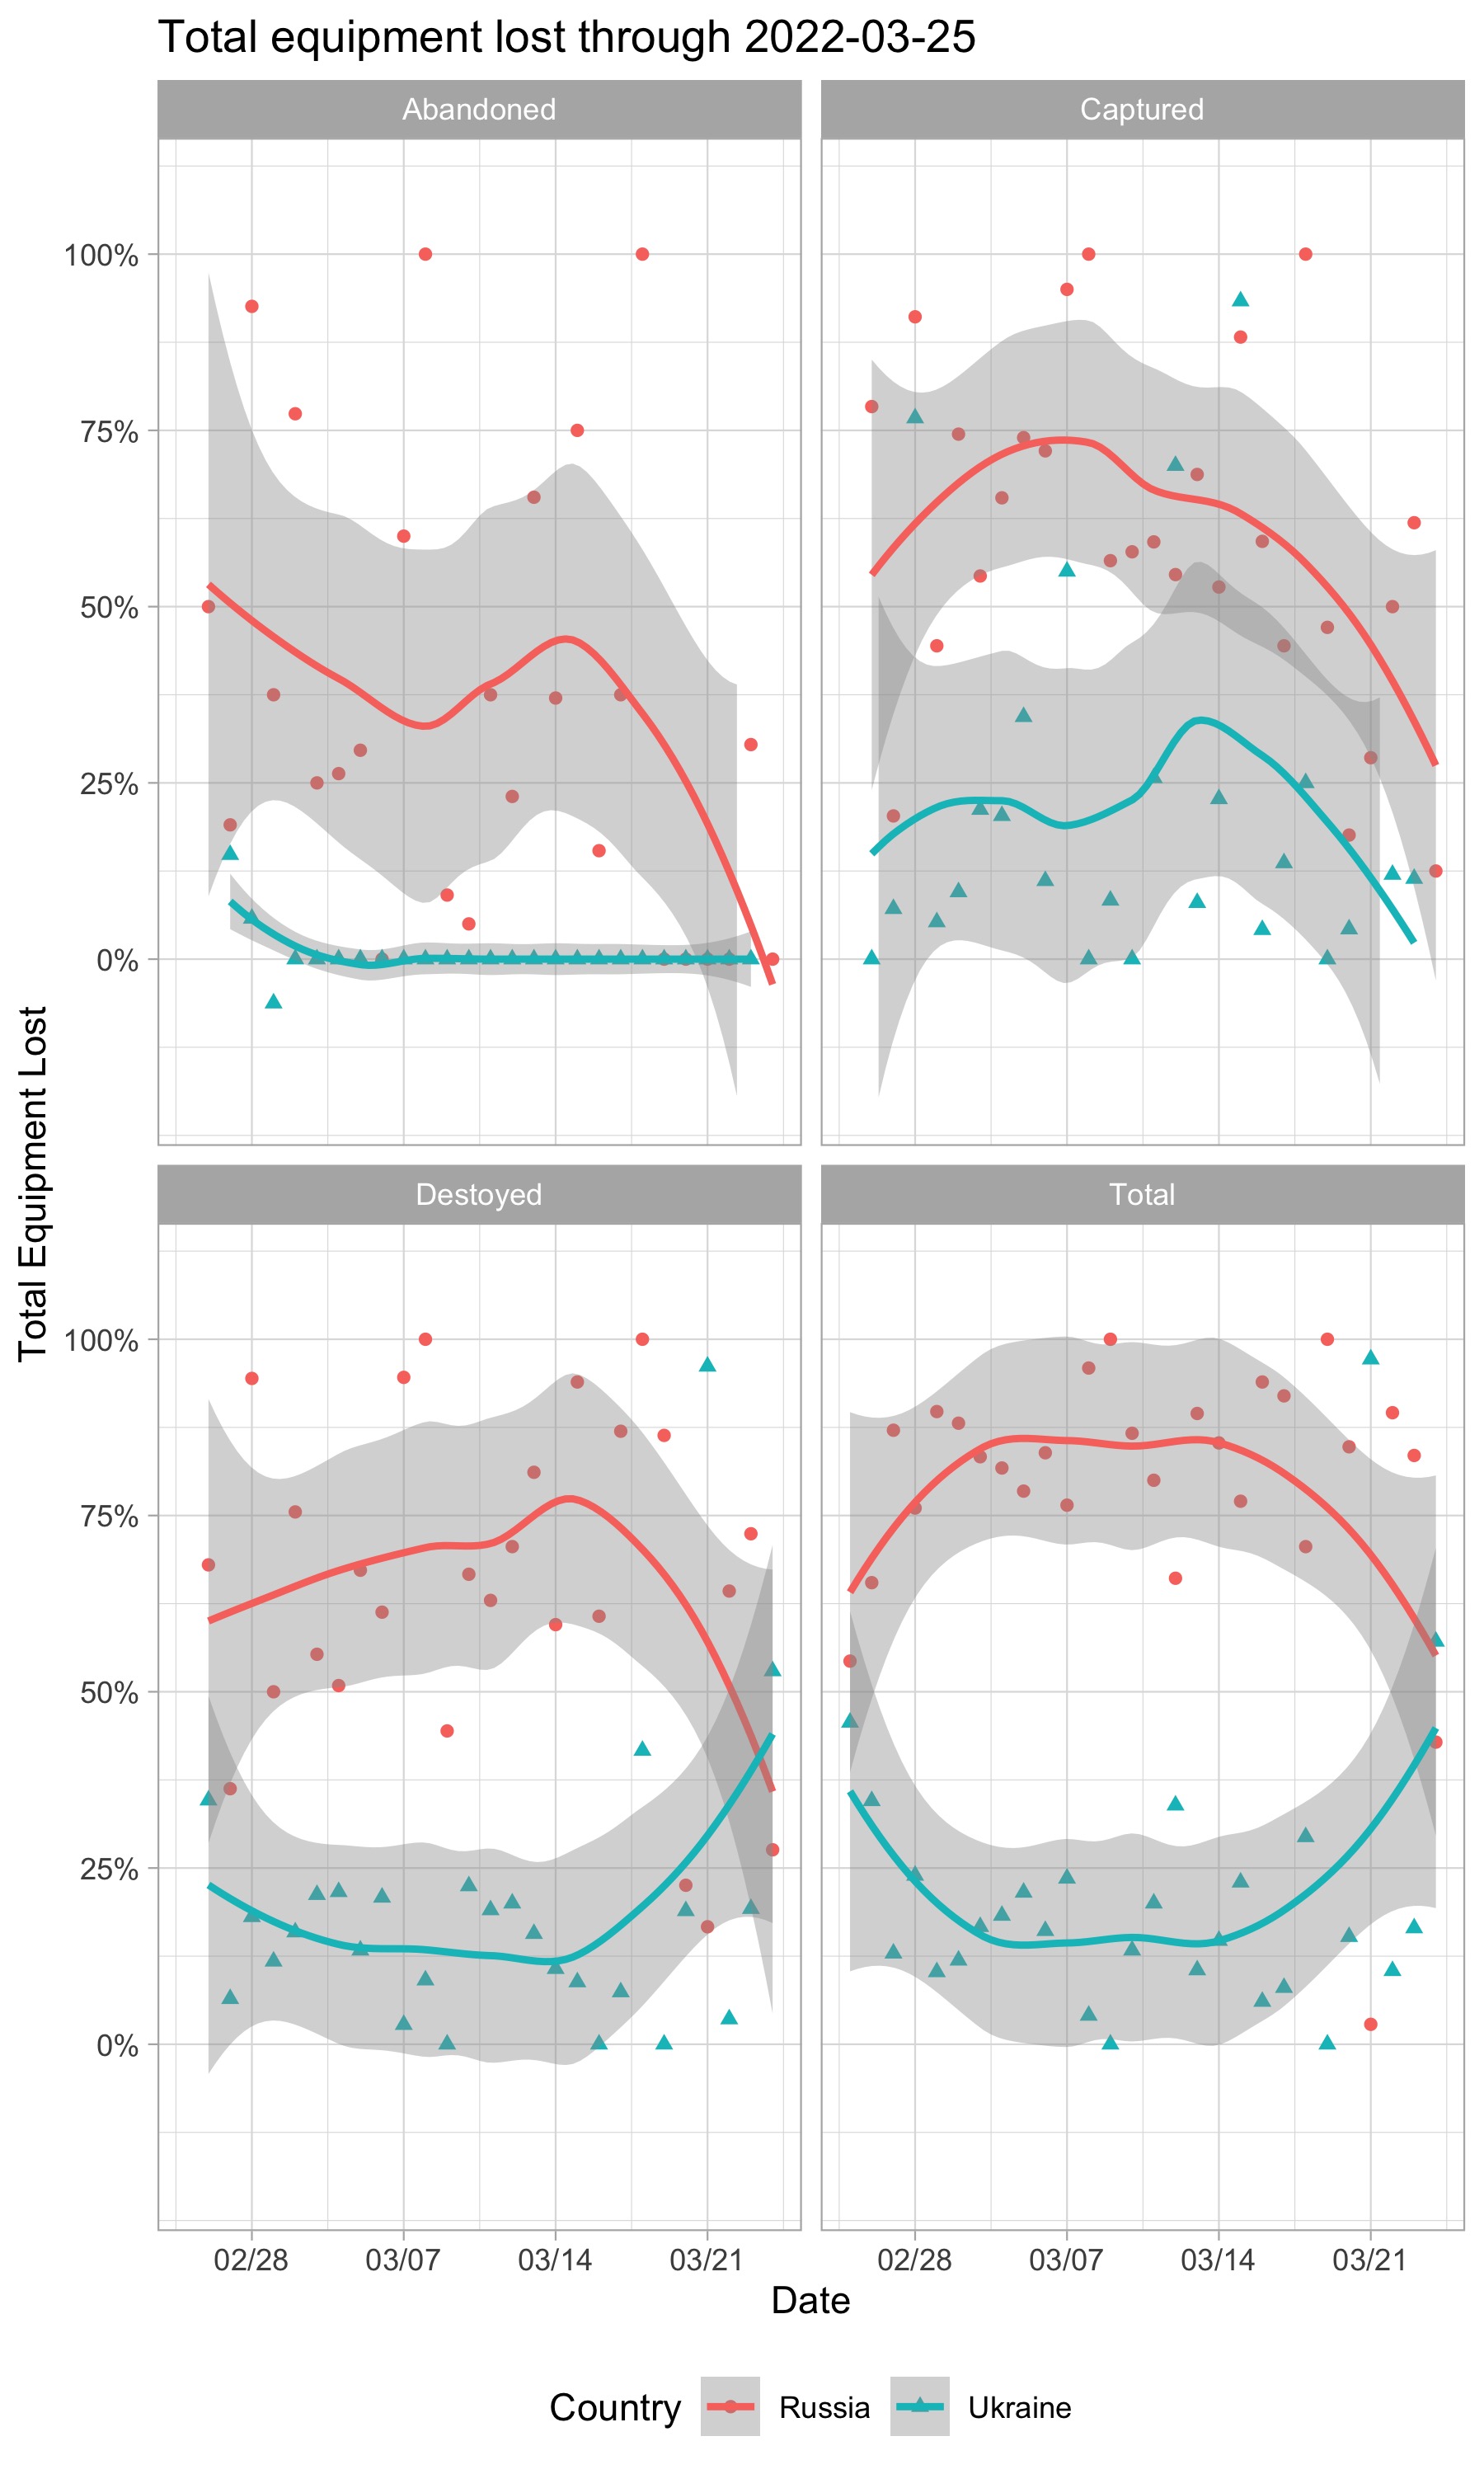 Total equipment lost through 2022-03-25
Abandoned
Captured
100%
75%
50%
25%
0%
Total Equipment Lost
Destoyed
Total
100%
75%
50%
25%
0%
02/28 03/07 03/14 03/21
02/28 03/07 03/14 03/21
Date
Country Russia Ukraine